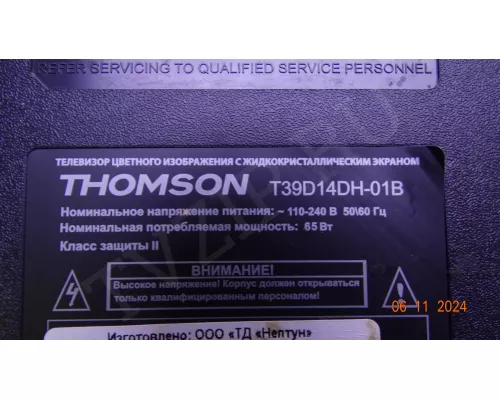 REFER SERVICING TO QUALIFIED SERVICE PERSONNEL
ТЕЛЕВИЗОР ЦВЕТНОГО ИЗОБРАЖЕНИЯ С ЖИДКОКРИСТАЛЛИЧЕСКИМ ЭКРАНОМ
THOMSON T39D14DH-01B
Номинальное напряжение питания: ~ 110-240 В 50\60 Гц
Номинальная потребляемая мощность: 65 Вт
Класс защиты II
ВНИМАНИЕ!
Высокое напряжение! Корпус должен открываться
только квалифицированным персоналом!
06 11 2024
Изготовлено: ООО «ТД «Нептун»